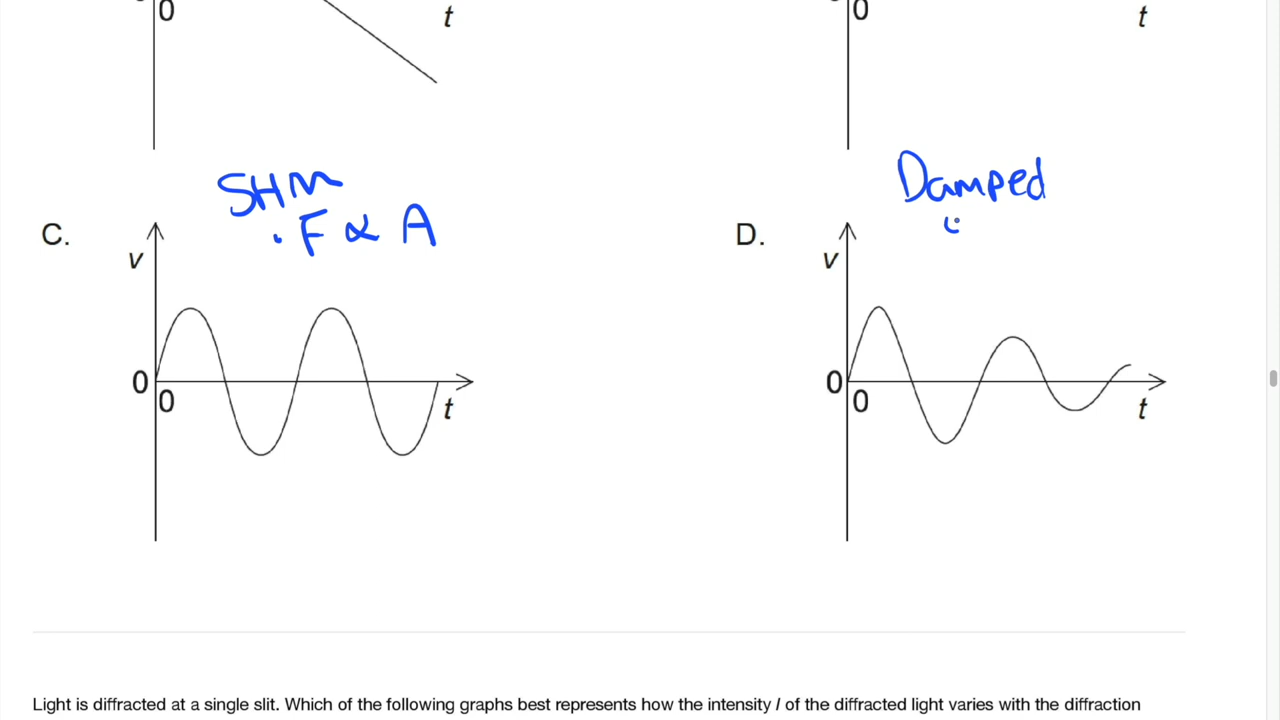 0
t
0
t
SHM
Damped
C.
. F ∝ A
D.
v
v
0
0
t
0
0
t
Light is diffracted at a single slit. Which of the following graphs best represents how the intensity I of the diffracted light varies with the diffraction